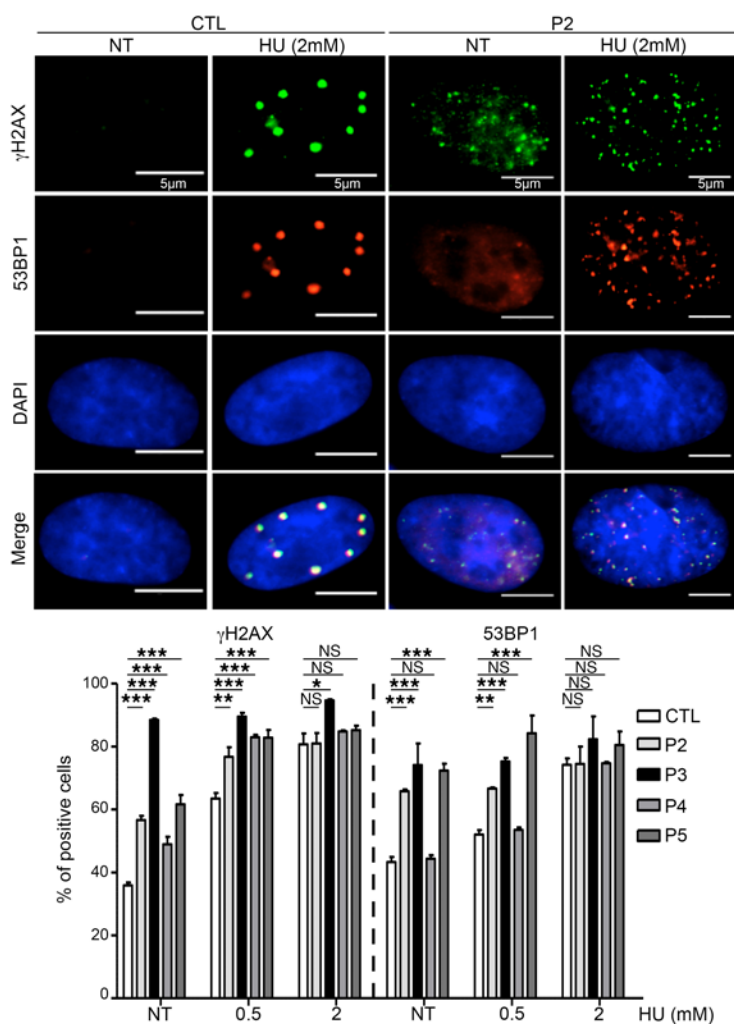 CTL P2
NT HU (2mM) NT HU (2mM)
γH2AX
5μm 5μm 5μm 5μm
53BP1
DAPI
Merge
γH2AX 53BP1
*** NS *** *** NS *** NS NS
*** NS *** NS NS
*** *** * *** *** NS
*** ** NS *** ** NS
% of positive cells
100
80
60
40
20
0
CTL
P2
P3
P4
P5
NT 0.5 2 NT 0.5 2 HU (mM)